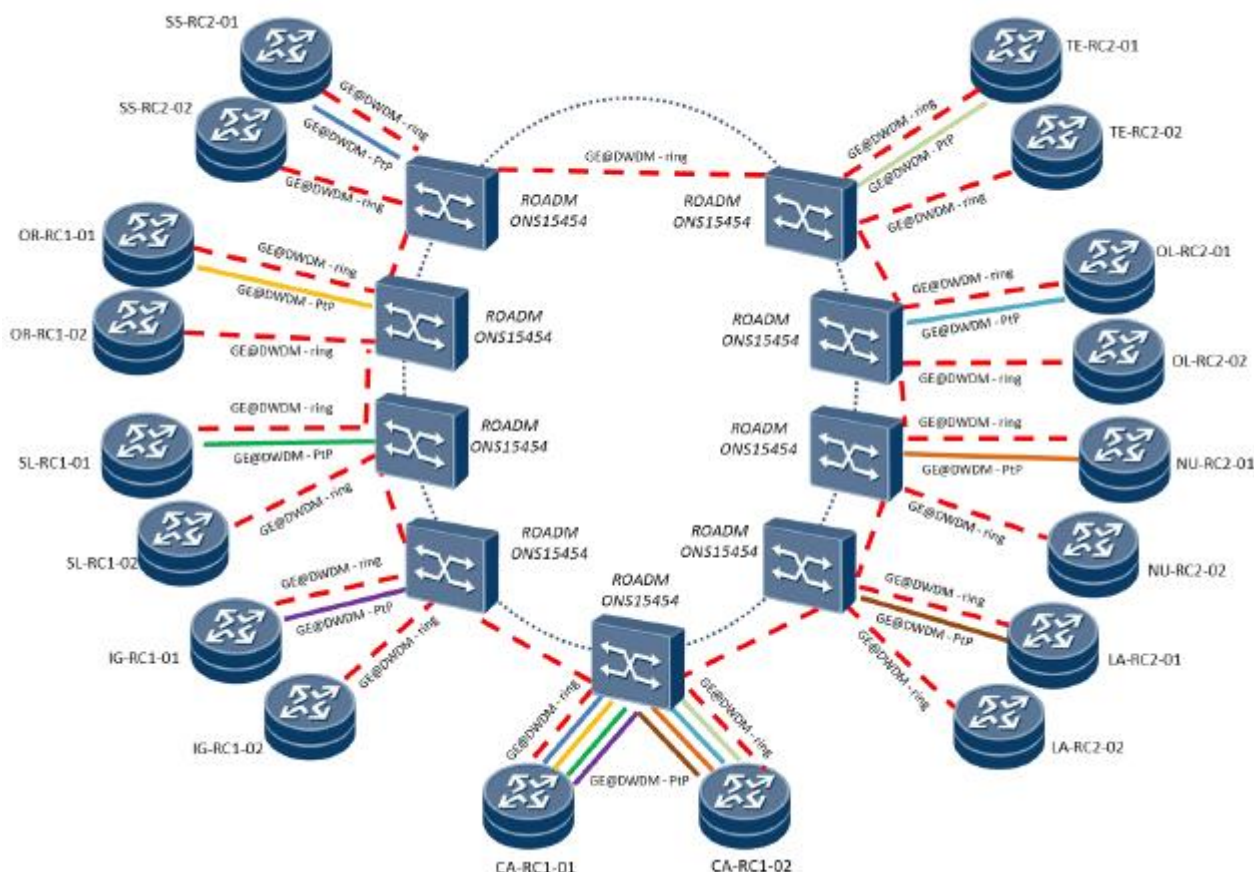 SS-RC2-01
TE-RC2-01
GE@DWDM - ring
GE@DWDM - ring
SS-RC2-02
GE@DWDM - PtP
GE@DWDM - ring
GE@DWDM - PtP
TE-RC2-02
GE@DWDM - ring
GE@DWDM - ring
ROADM
ONS15454
ROADM
ONS15454
OR-RC1-01
GE@DWDM - ring
GE@DWDM - PtP
OL-RC2-01
GE@DWDM - ring
GE@DWDM - PtP
ROADM
ONS15454
ROADM
ONS15454
OR-RC1-02
GE@DWDM - ring
OL-RC2-02
GE@DWDM - ring
GE@DWDM - ring
GE@DWDM - ring
ROADM
ONS15454
ROADM
ONS15454
SL-RC1-01
GE@DWDM - PtP
GE@DWDM - PtP
NU-RC2-01
GE@DWDM - ring
GE@DWDM - ring
SL-RC1-02
ROADM
ONS15454
ROADM
ONS15454
NU-RC2-02
GE@DWDM - ring
GE@DWDM - PtP
ROADM
ONS15454
GE@DWDM - ring
GE@DWDM - PtP
IG-RC1-01
GE@DWDM - ring
GE@DWDM - ring
LA-RC2-01
IG-RC1-02
GE@DWDM - ring
GE@DWDM - ring
LA-RC2-02
GE@DWDM - PtP
CA-RC1-01
CA-RC1-02